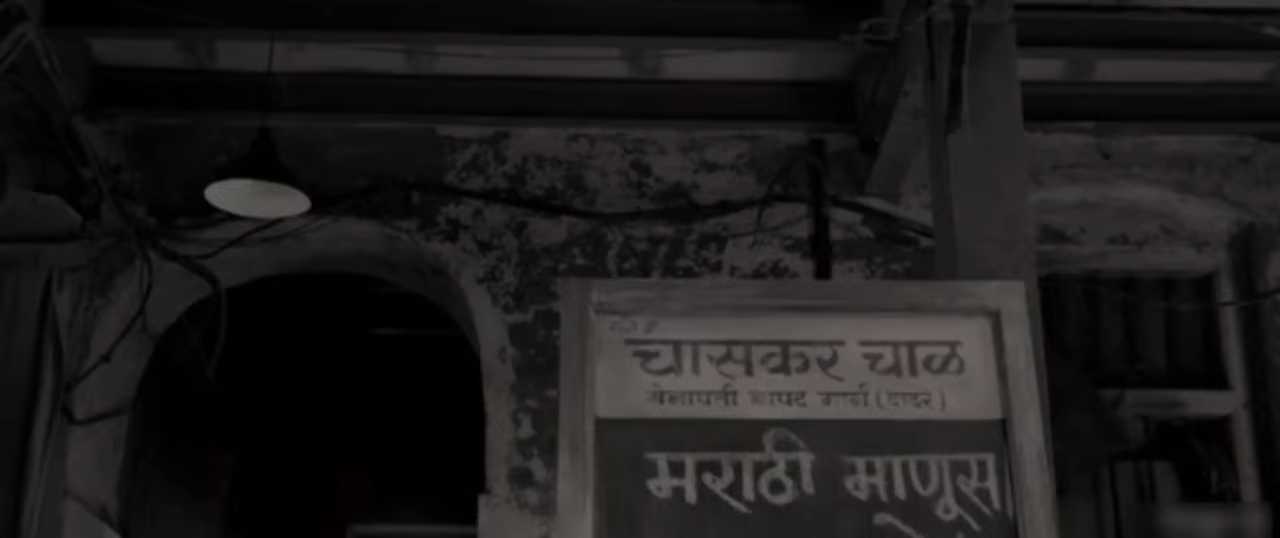 चासकर चाळ
सेनापती बापट मार्ग (दादर)
मराठी माणूस